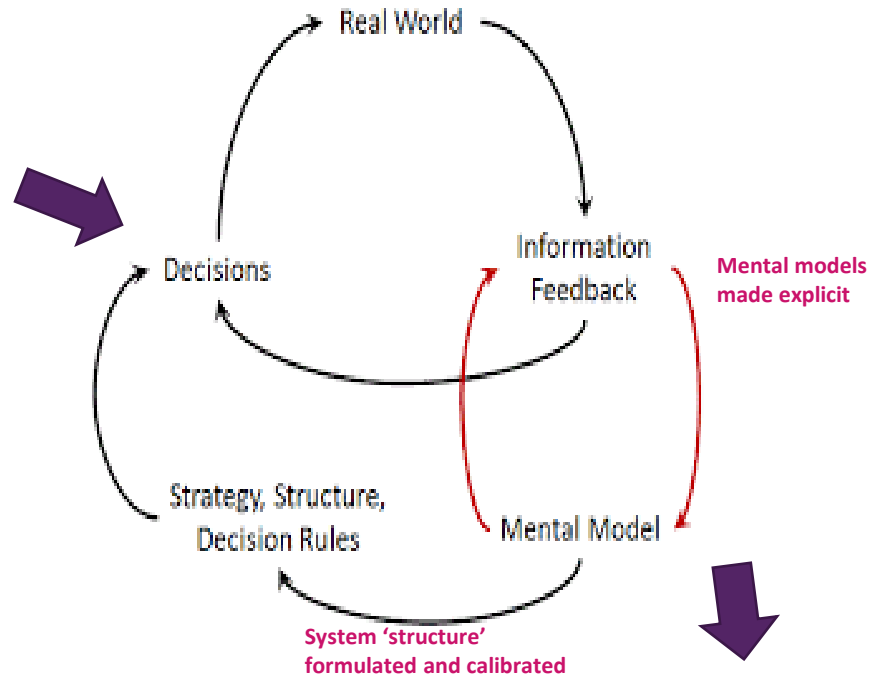 Real World
Information
Feedback
Mental models
made explicit
Decisions
Strategy, Structure,
Decision Rules
Mental Model
System ‘structure’
formulated and calibrated